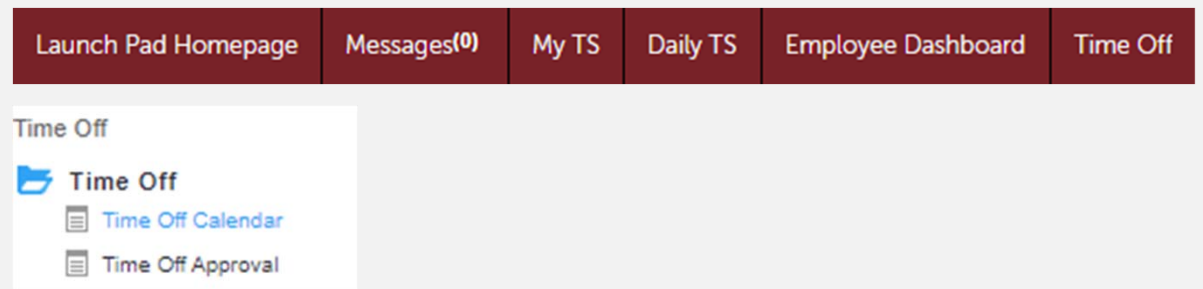 Launch Pad Homepage Messages(0) My TS Daily TS Employee Dashboard Time Off
Time Off
Time Off
Time Off Calendar
Time Off Approval